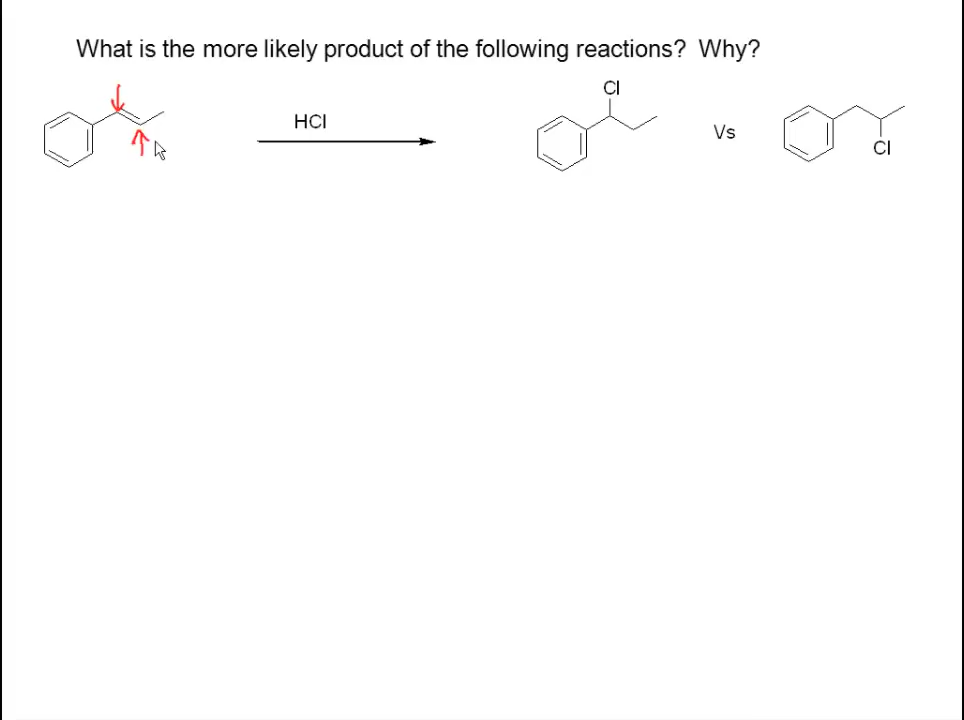 What is the more likely product of the following reactions? Why?
Cl
HCl
Vs
Cl